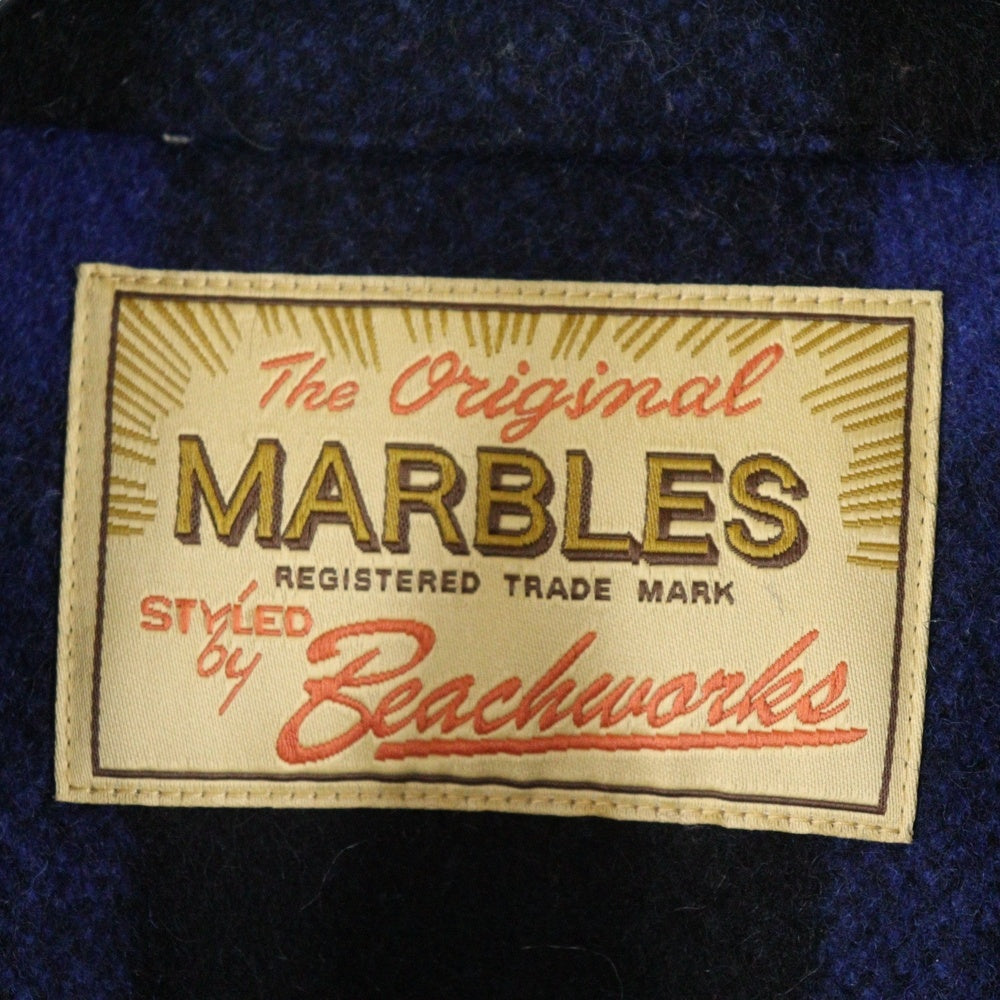 The Original
MARBLES
REGISTERED TRADE MARK
STYLED
by Beachworks